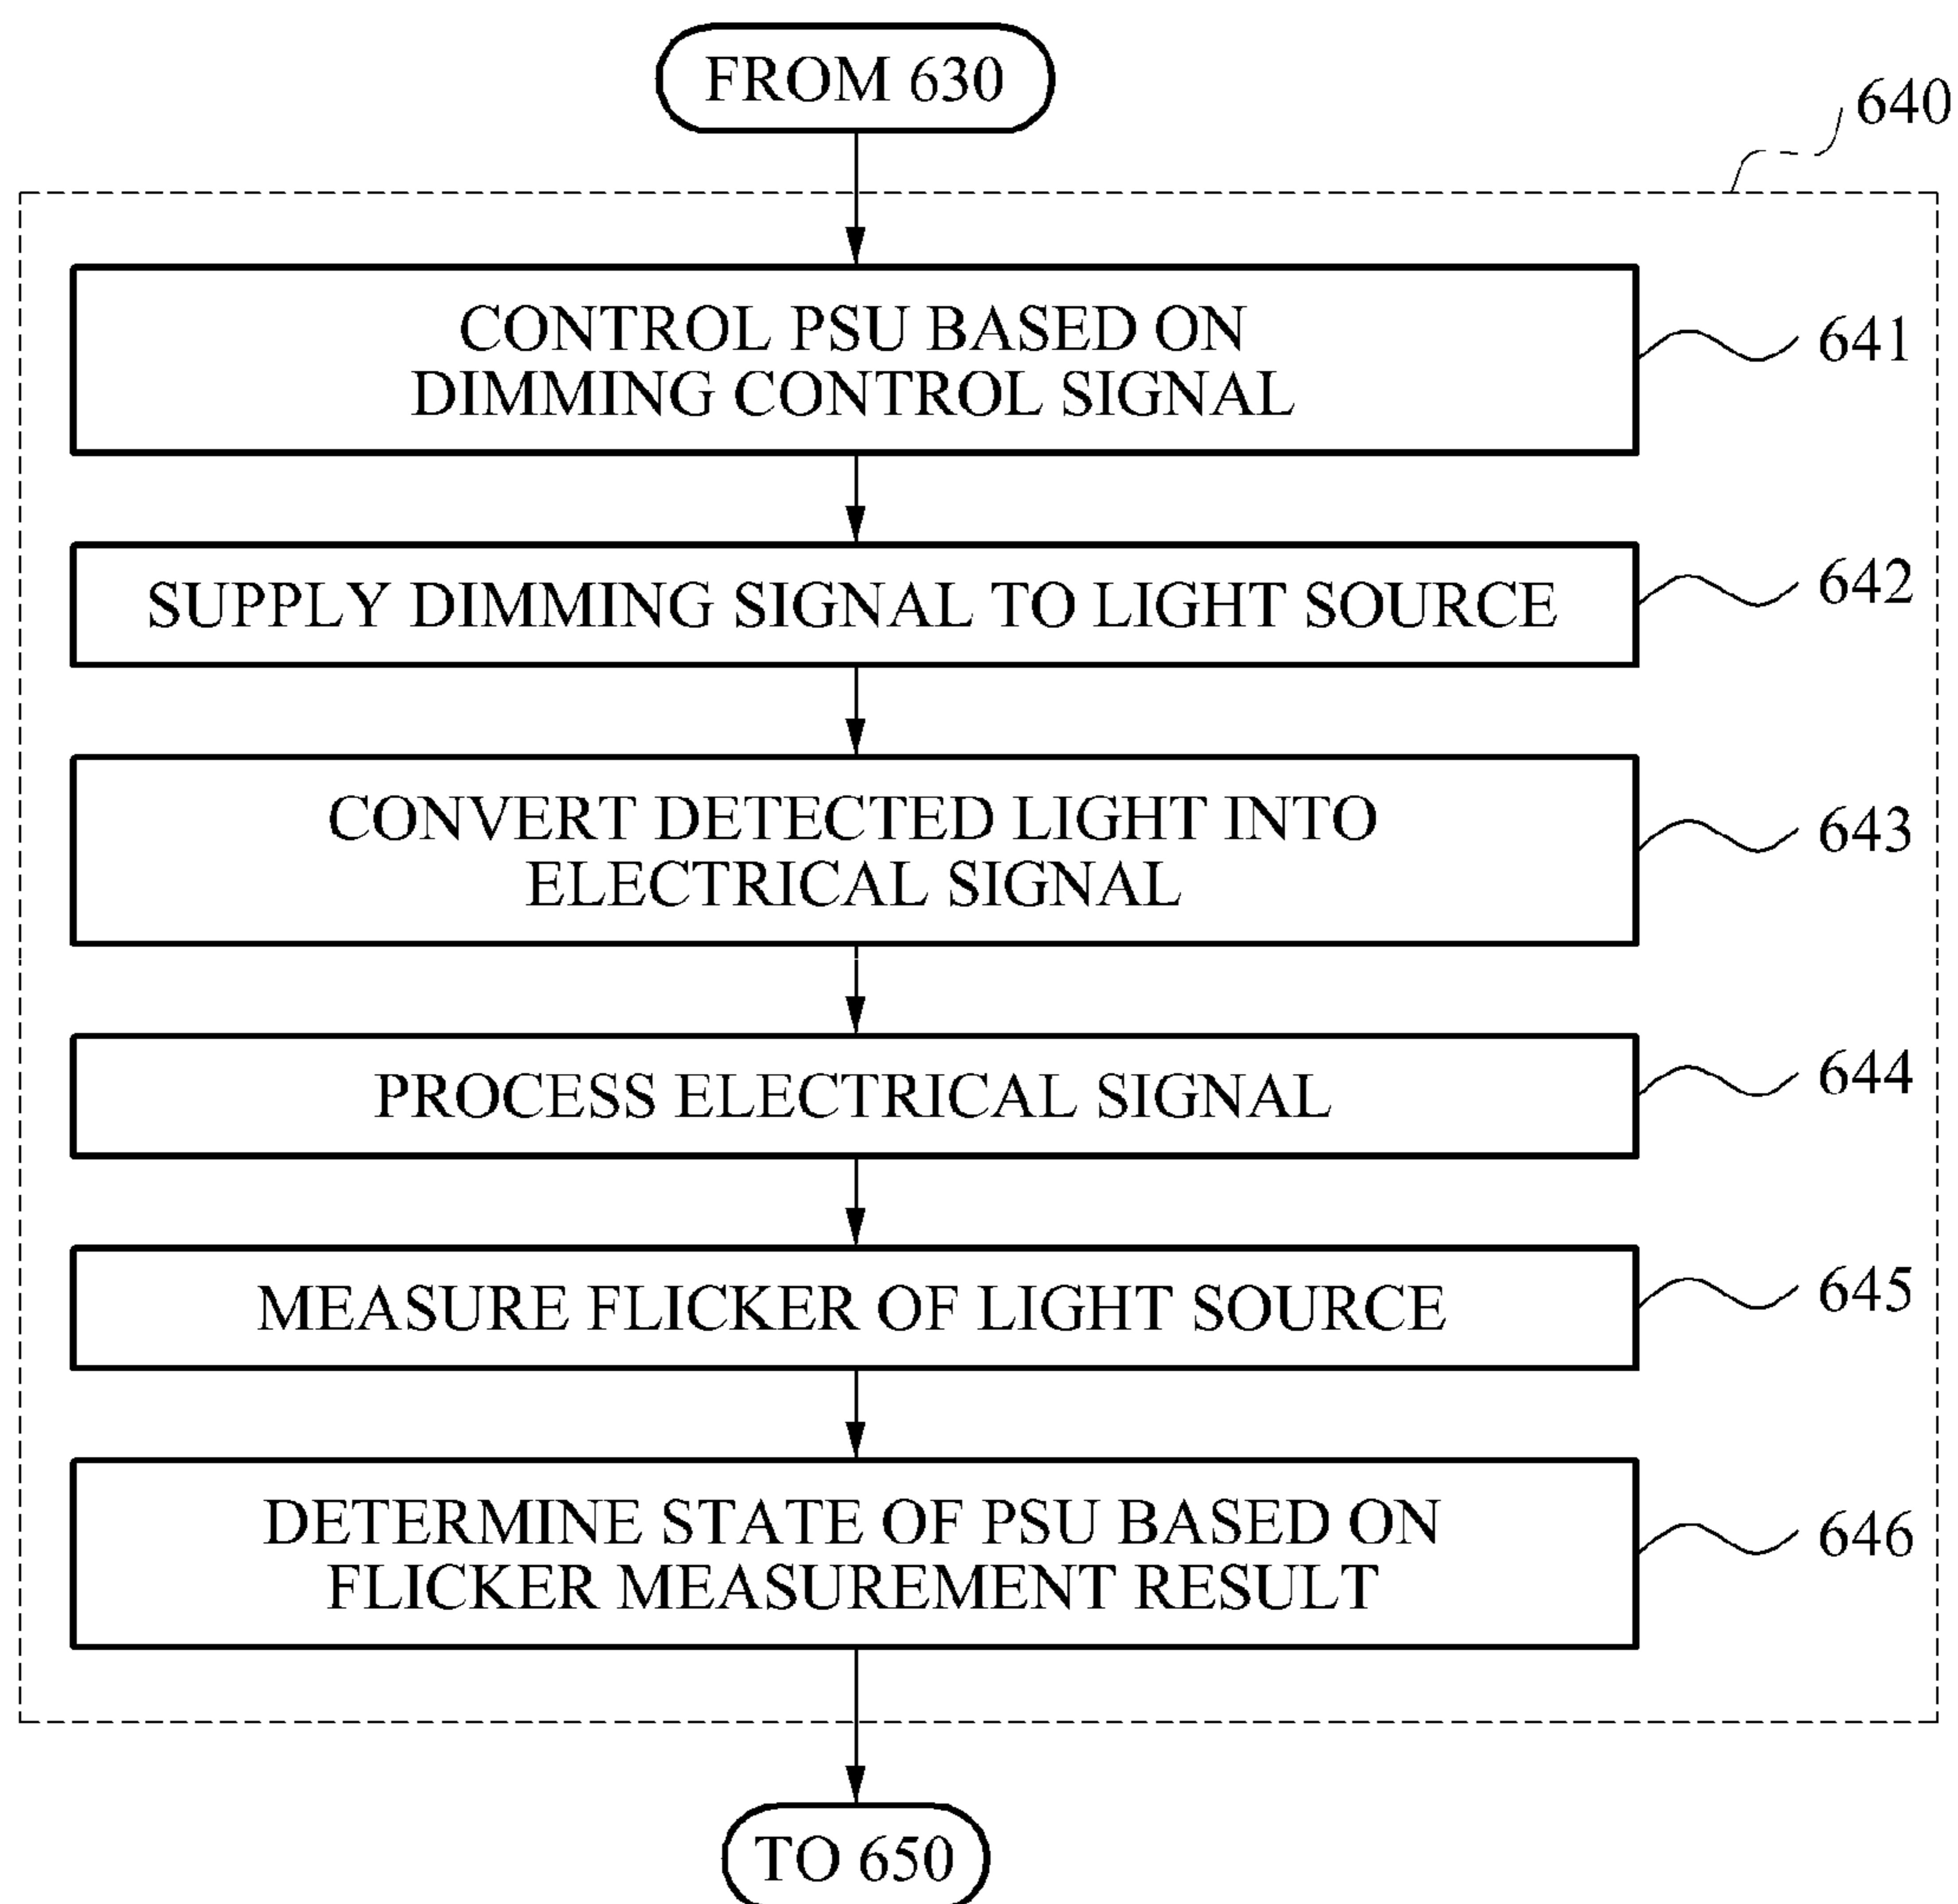 FROM 630
640
CONTROL PSU BASED ON
DIMMING CONTROL SIGNAL
641
SUPPLY DIMMING SIGNAL TO LIGHT SOURCE
642
CONVERT DETECTED LIGHT INTO
ELECTRICAL SIGNAL
643
PROCESS ELECTRICAL SIGNAL
644
MEASURE FLICKER OF LIGHT SOURCE
645
DETERMINE STATE OF PSU BASED ON
FLICKER MEASUREMENT RESULT
646
TO 650